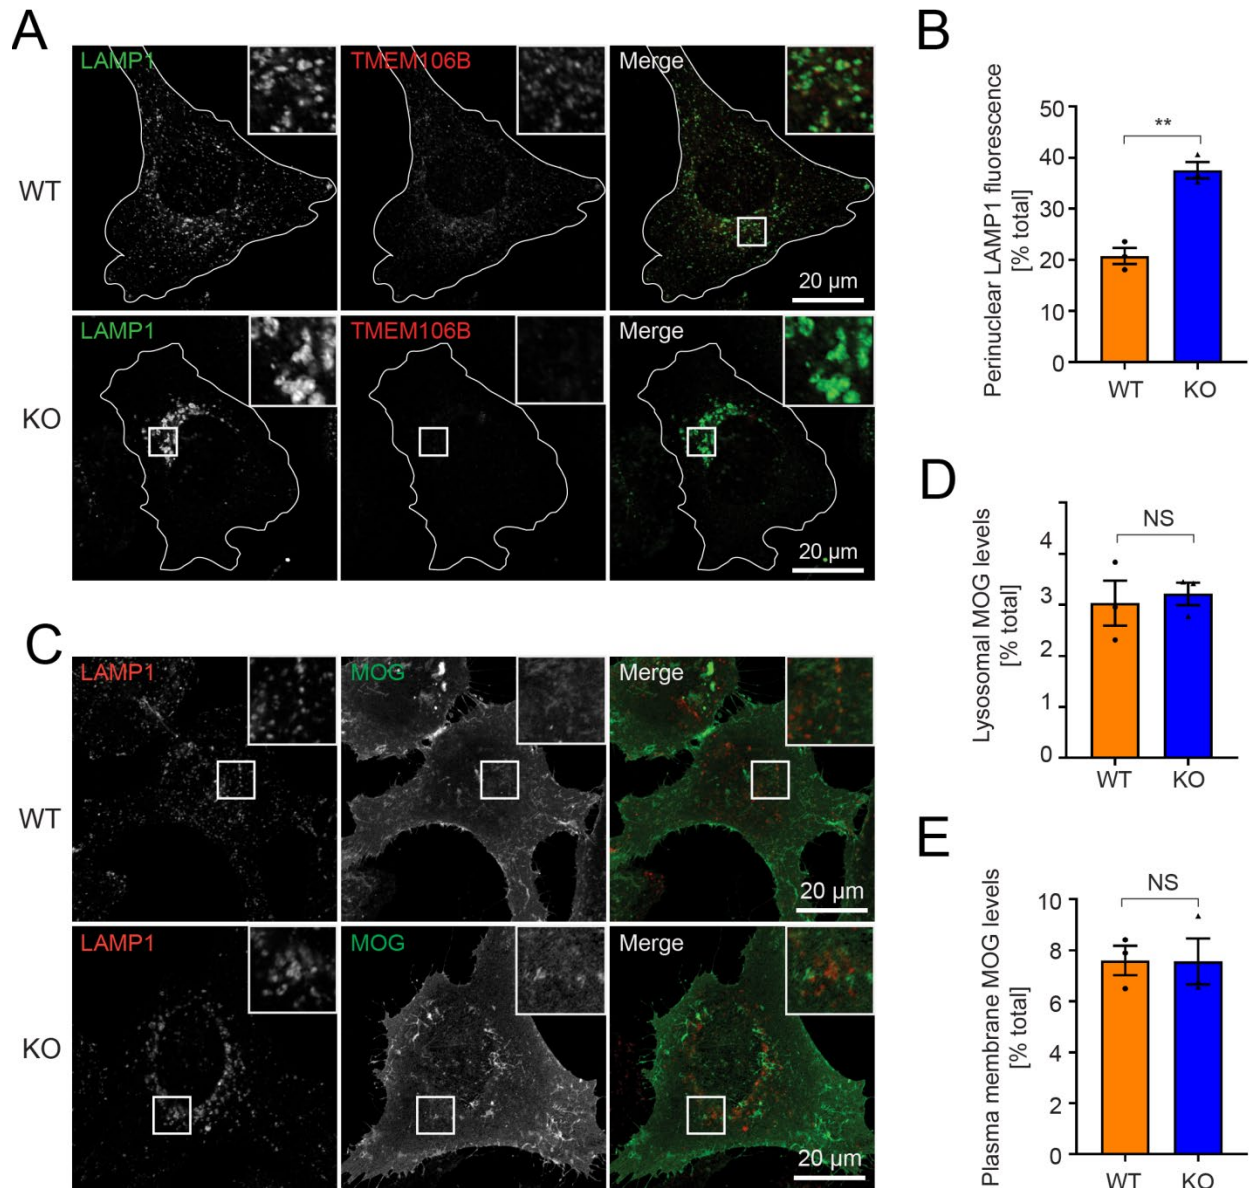 A
LAMP1
TMEM106B
Merge
WT
20 µm
LAMP1
TMEM106B
Merge
KO
20 µm
B
Perinuclear LAMP1 fluorescence
[% total]
50
40
30
20
10
0
**
WT
KO
C
LAMP1
MOG
Merge
WT
20 µm
LAMP1
MOG
Merge
KO
20 µm
D
Lysosomal MOG levels
[% total]
4
3
2
1
0
NS
WT
KO
E
Plasma membrane MOG levels
[% total]
10
8
6
4
2
0
NS
WT
KO